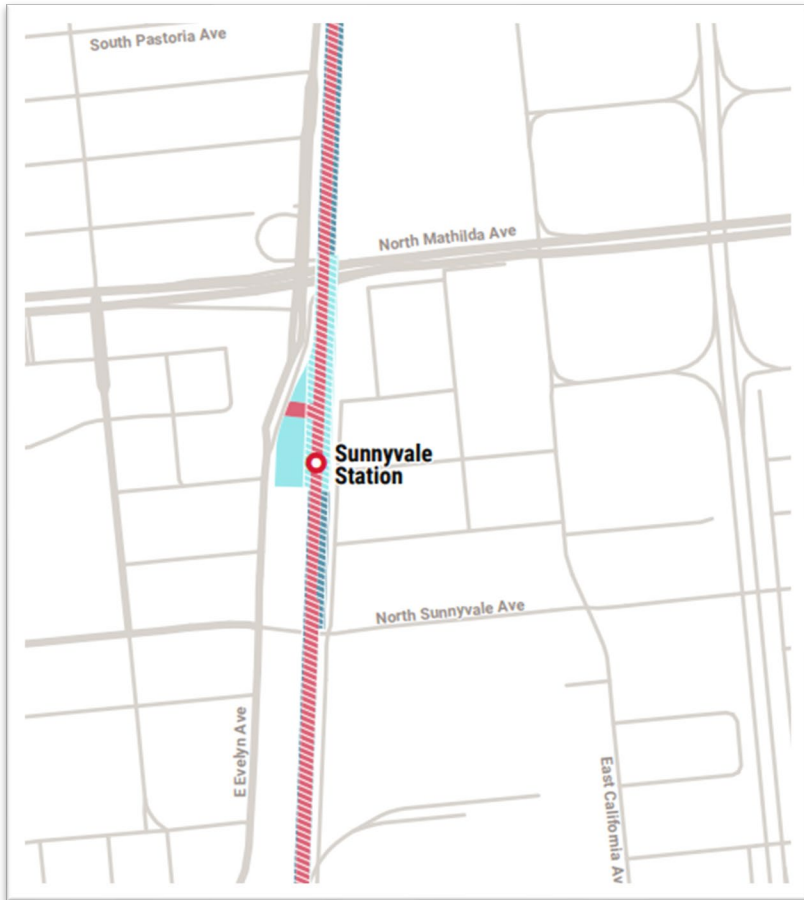 South Pastoria Ave
North Mathilda Ave
Sunnyvale
Station
North Sunnyvale Ave
E Evelyn Ave
East California Av